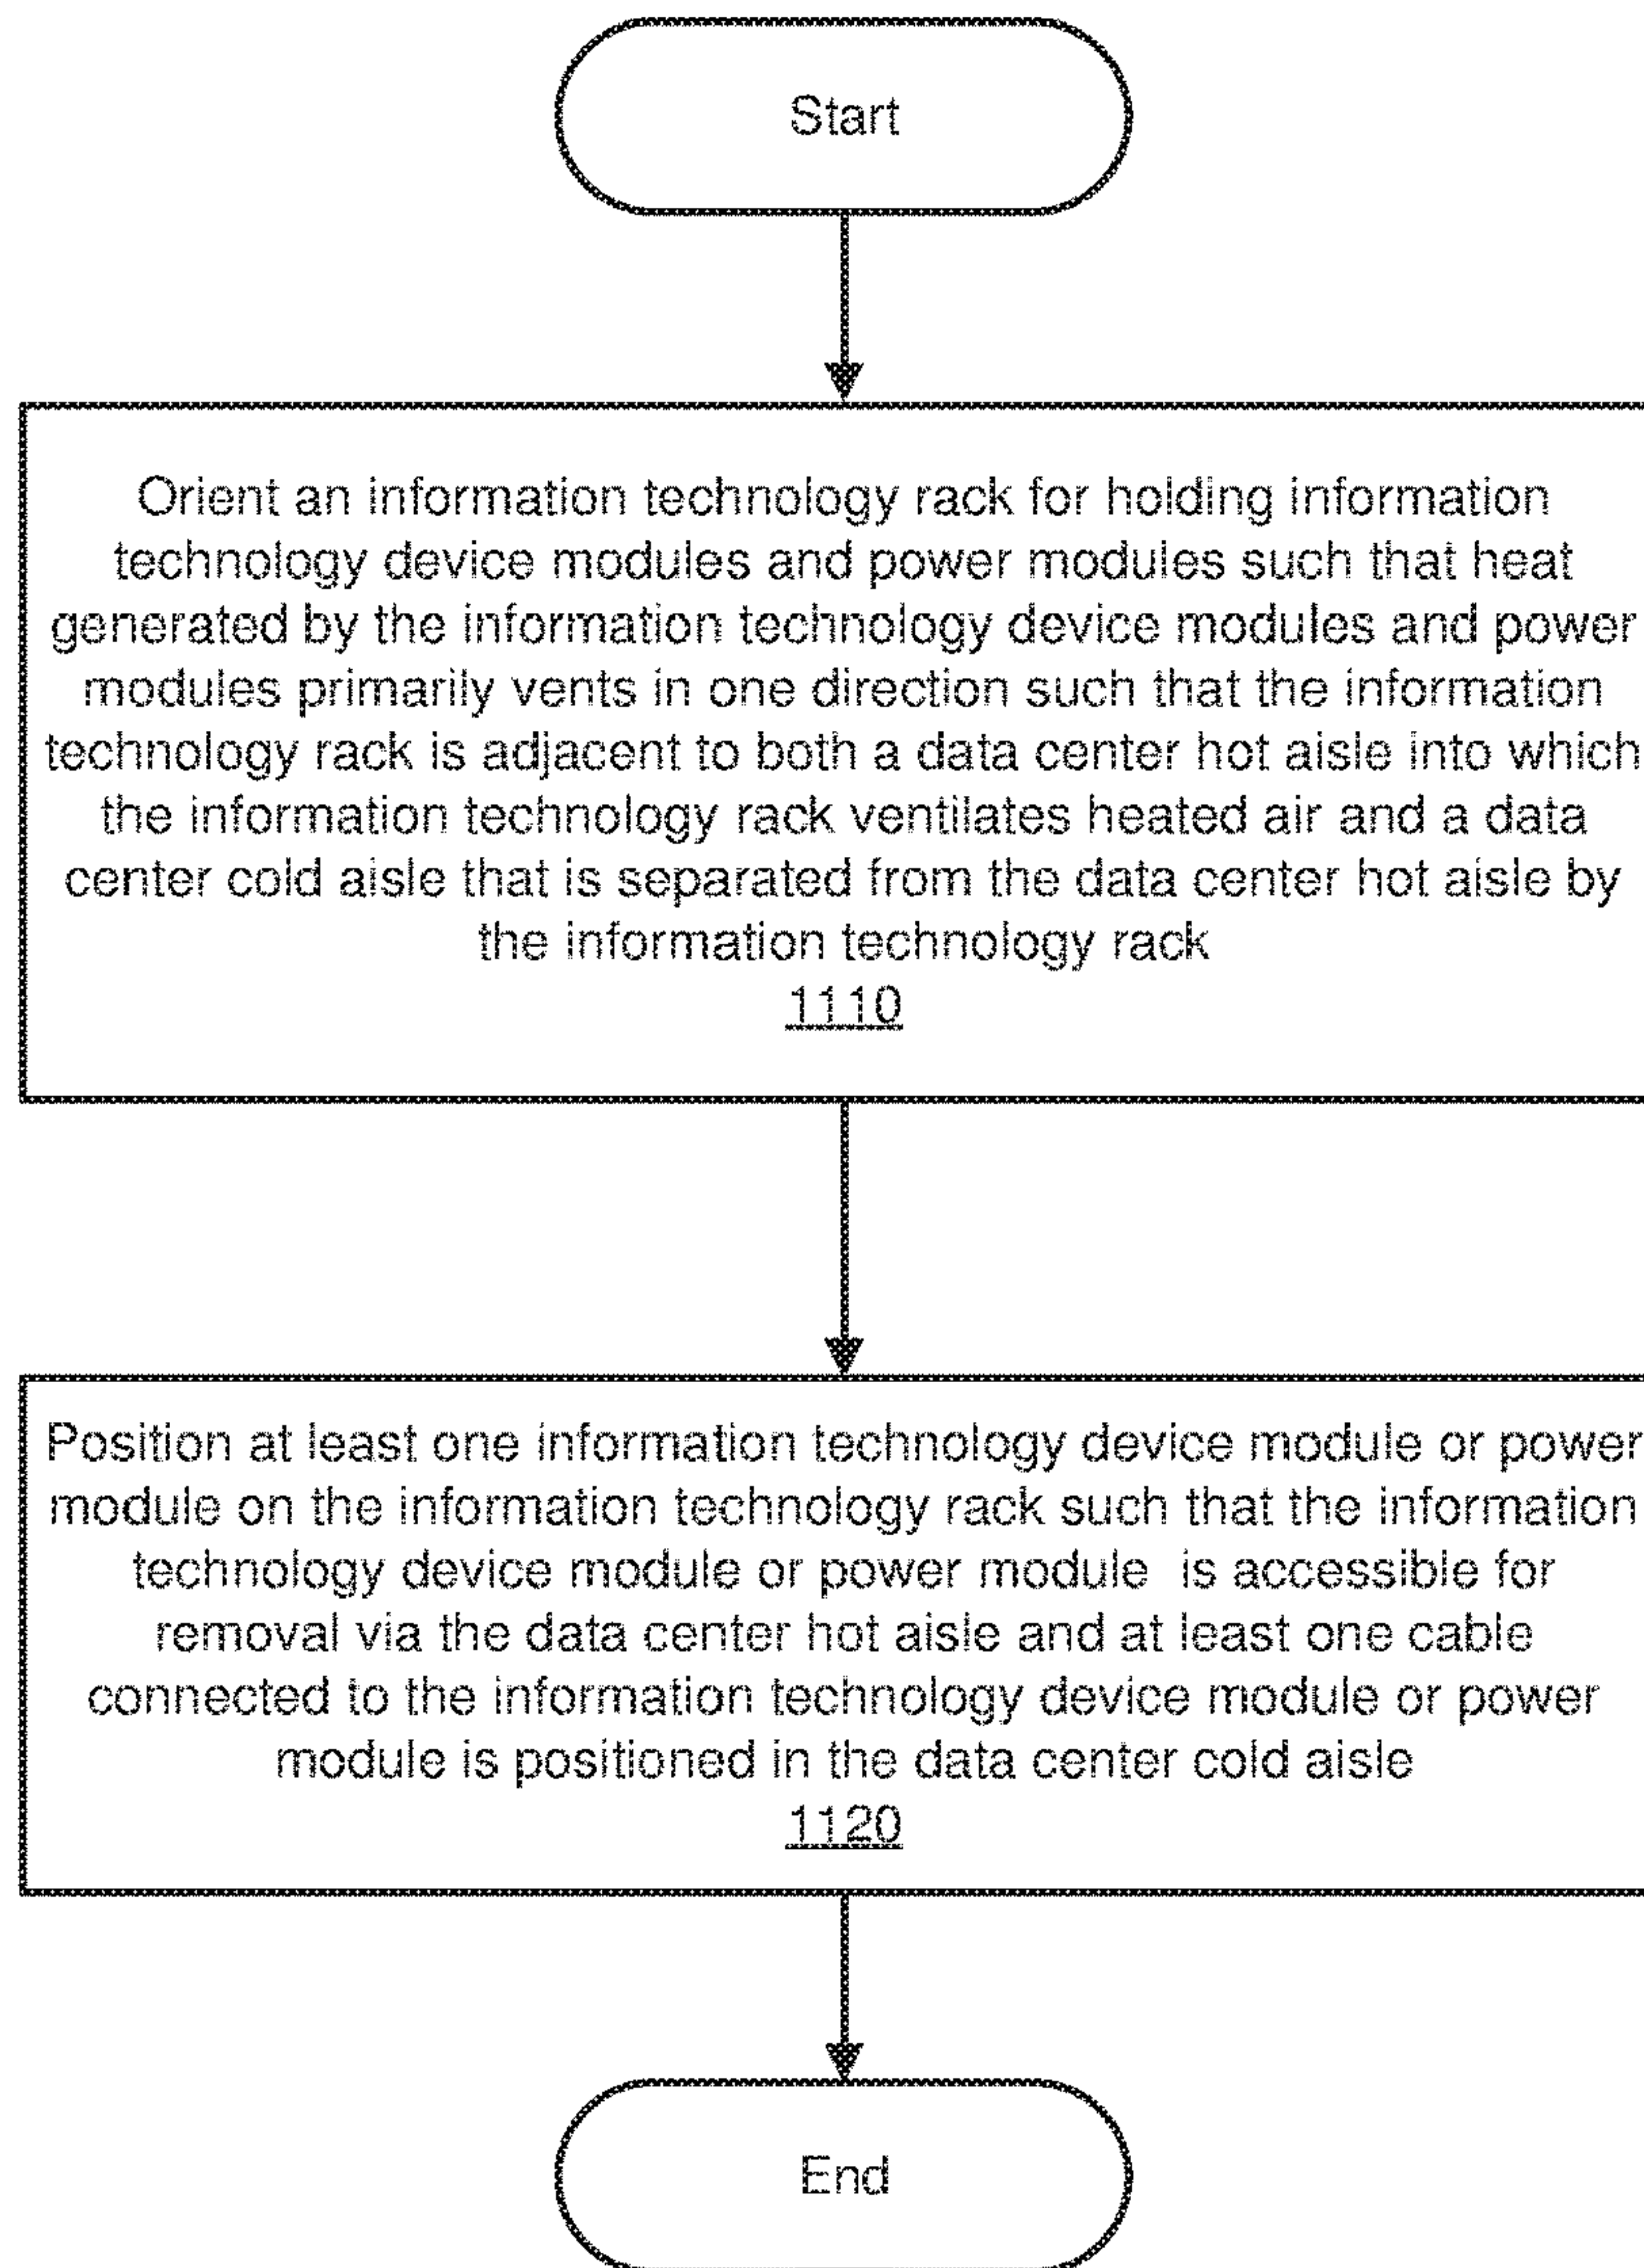 Start
Orient an information technology rack for holding information
technology device modules and power modules such that heat
generated by the information technology device modules and power
modules primarily vents in one direction such that the information
technology rack is adjacent to both a data center hot aisle into which
the information technology rack ventilates heated air and a data
center cold aisle that is separated from the data center hot aisle by
the information technology rack
1110
Position at least one information technology device module or power
module on the information technology rack such that the information
technology device module or power module is accessible for
removal via the data center hot aisle and at least one cable
connected to the information technology device module or power
module is positioned in the data center cold aisle
1120
End